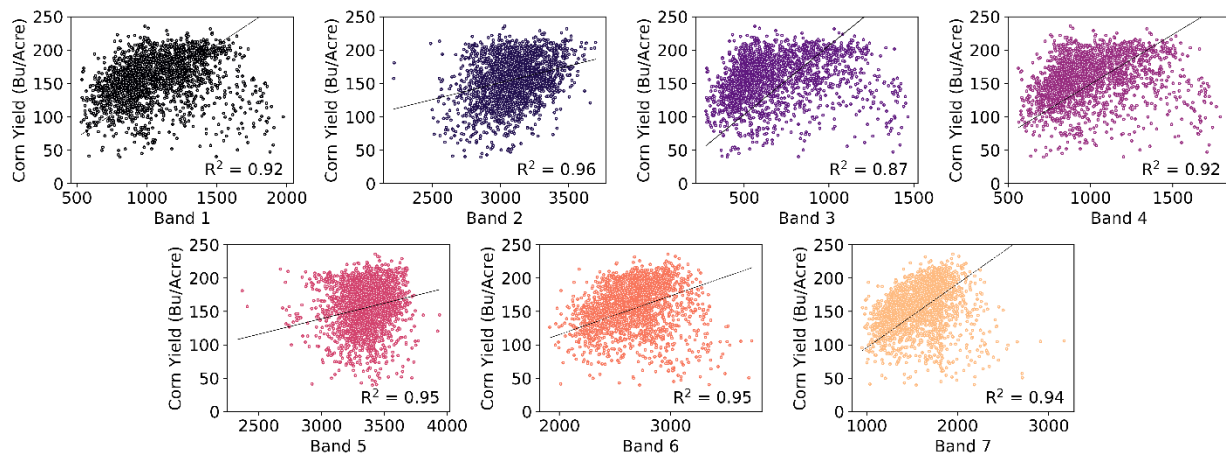 Corn Yield (Bu/Acre)
250
200
150
100
50
0
R² = 0.92
500 1000 1500 2000
Band 1
Corn Yield (Bu/Acre)
250
200
150
100
50
0
R² = 0.96
2500 3000 3500
Band 2
Corn Yield (Bu/Acre)
250
200
150
100
50
0
R² = 0.87
500 1000 1500
Band 3
Corn Yield (Bu/Acre)
250
200
150
100
50
0
R² = 0.92
500 1000 1500
Band 4
Corn Yield (Bu/Acre)
250
200
150
100
50
0
R² = 0.95
2500 3000 3500 4000
Band 5
Corn Yield (Bu/Acre)
250
200
150
100
50
0
R² = 0.95
2000 3000
Band 6
Corn Yield (Bu/Acre)
250
200
150
100
50
0
R² = 0.94
1000 2000 3000
Band 7